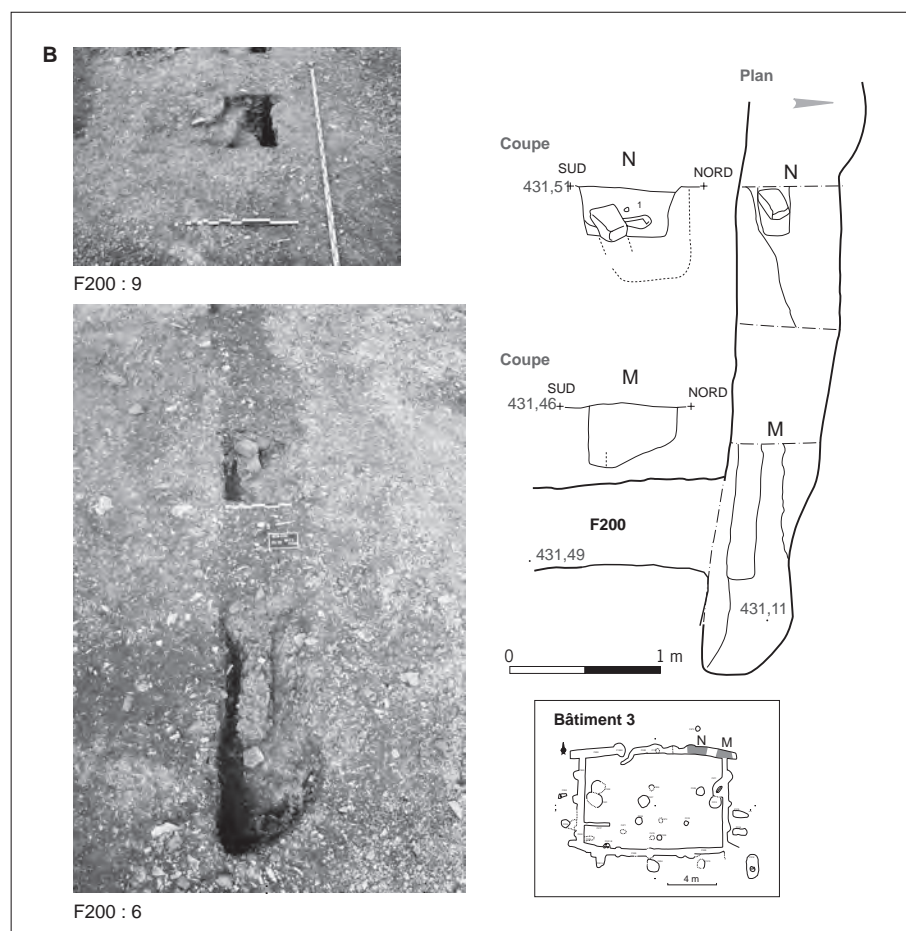 B
F200 : 9
F200 : 6
Plan
Coupe
N
SUD
NORD
431,51
1
N
Coupe
M
SUD
NORD
431,46
M
F200
431,49
431,11
0 1 m
Bâtiment 3
N M
4 m